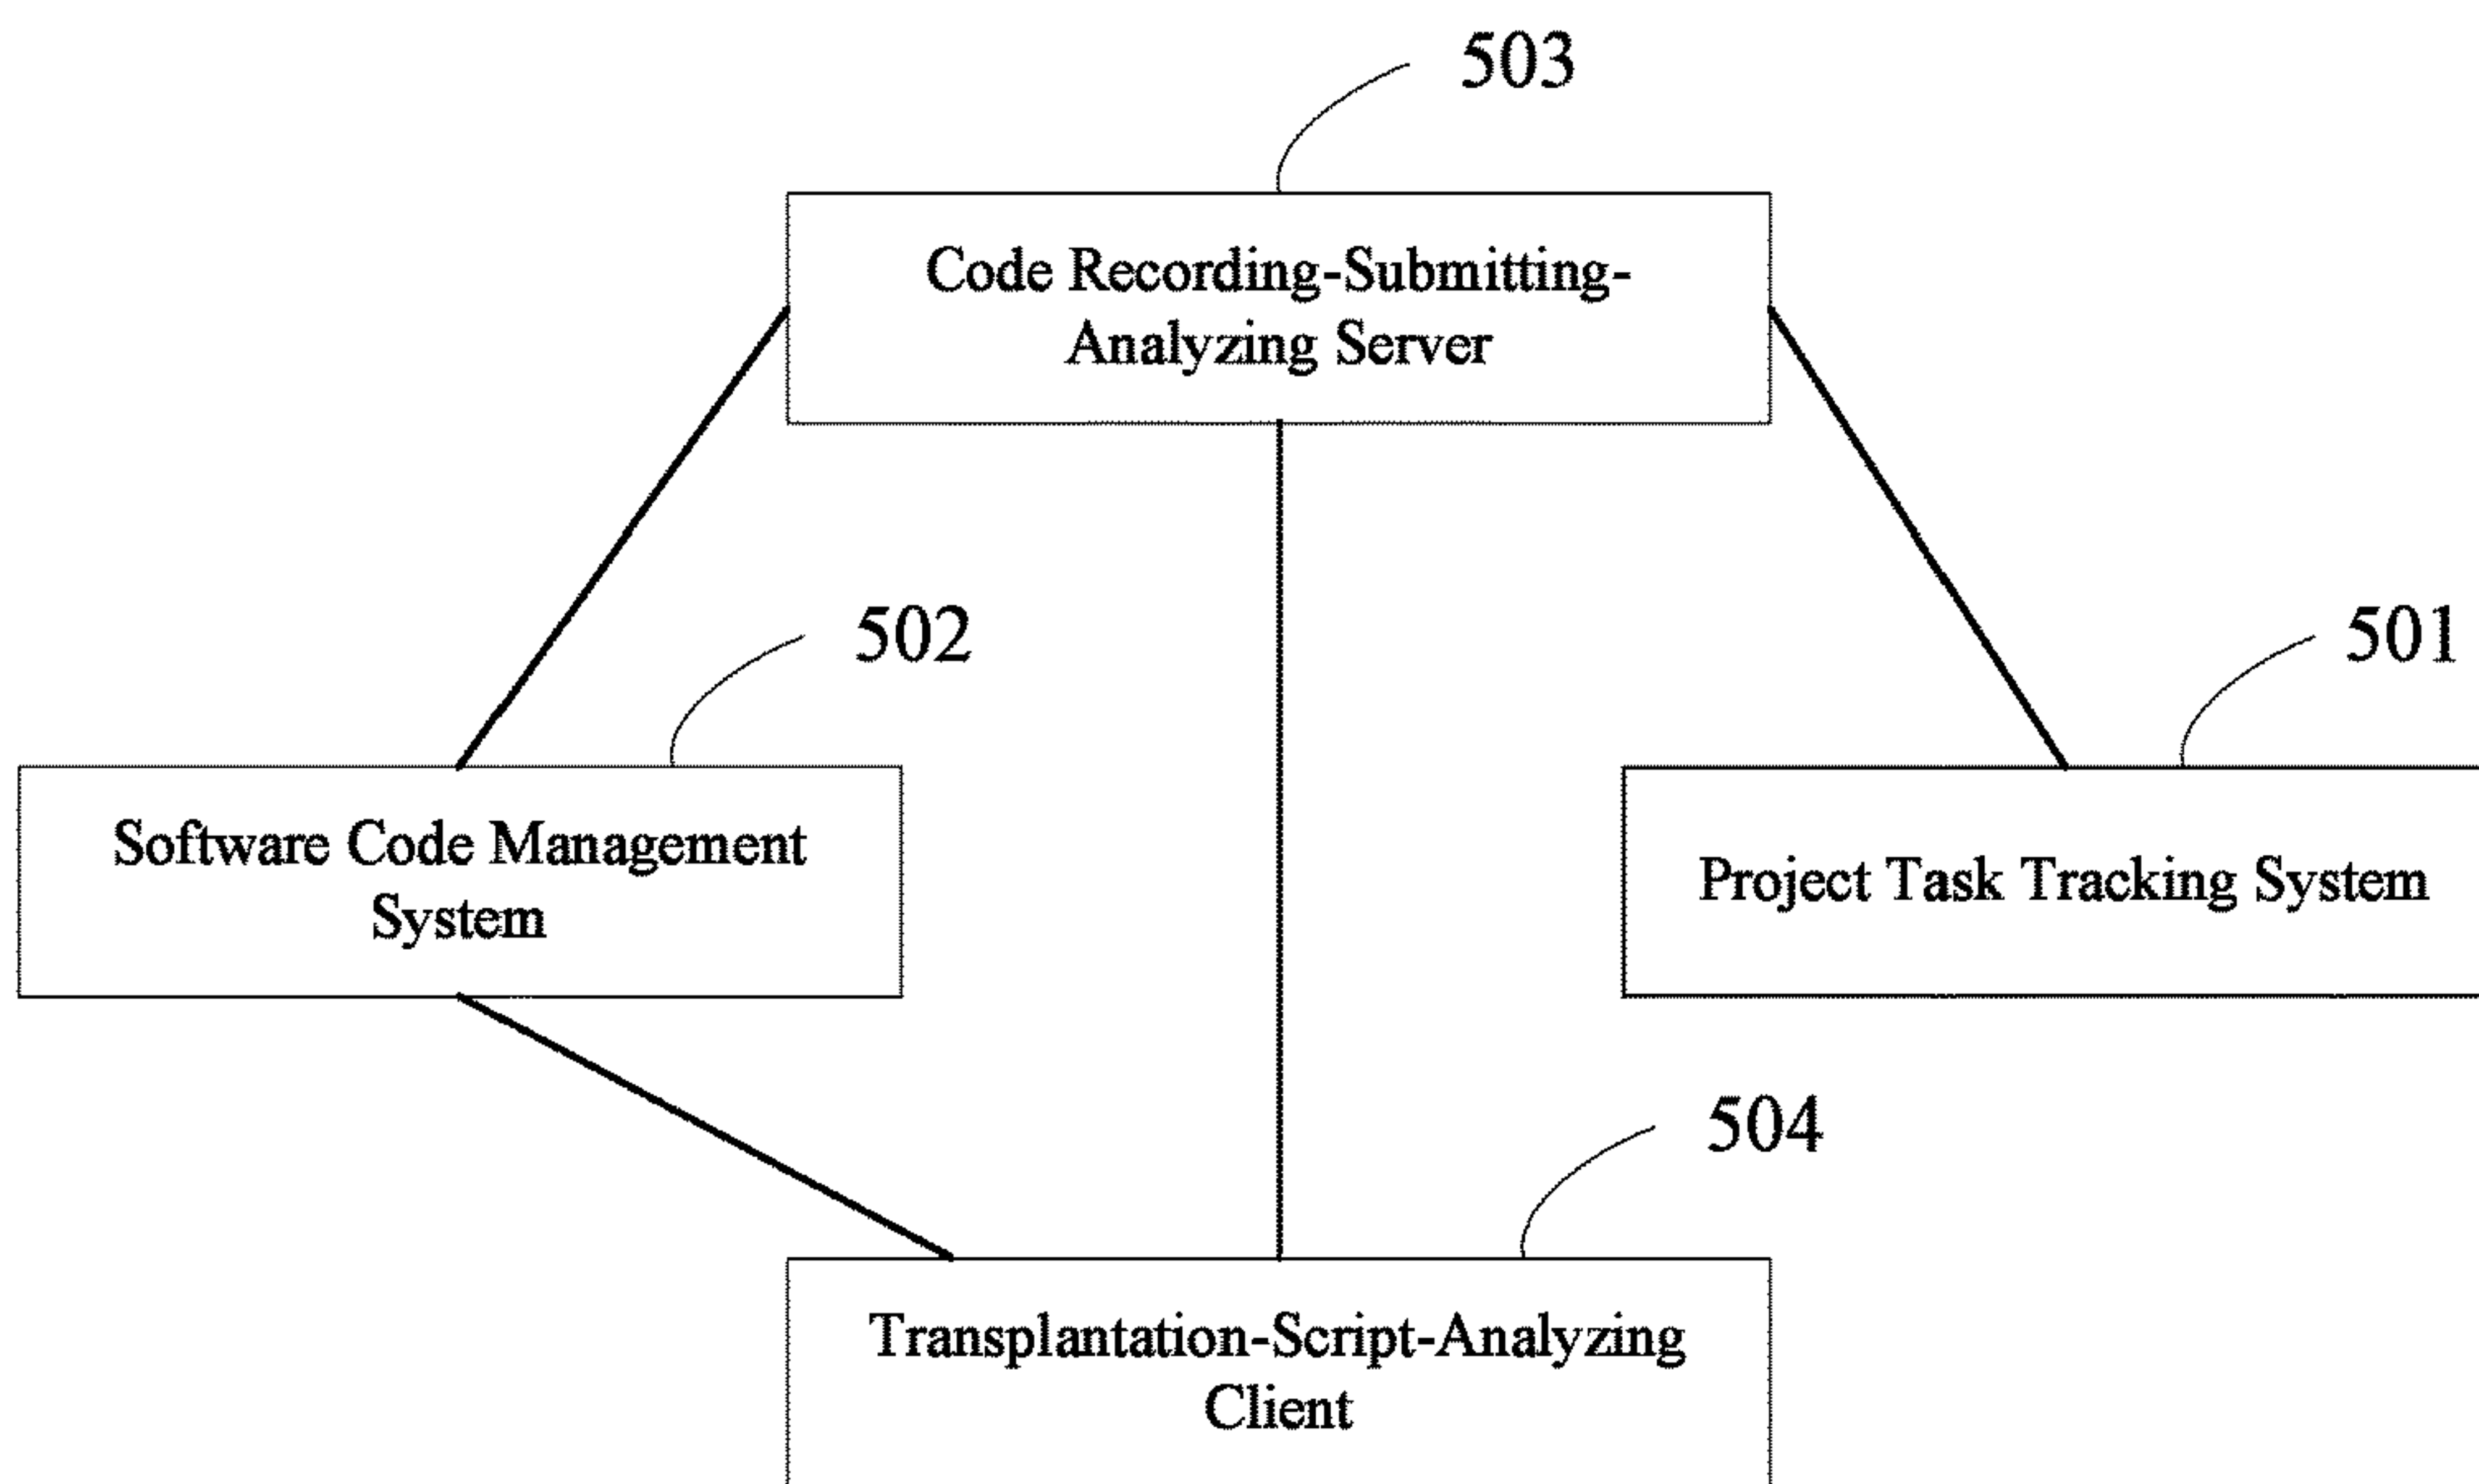 503
Code Recording-Submitting-
Analyzing Server
502
501
Software Code Management
System
Project Task Tracking System
504
Transplantation-Script-Analyzing
Client